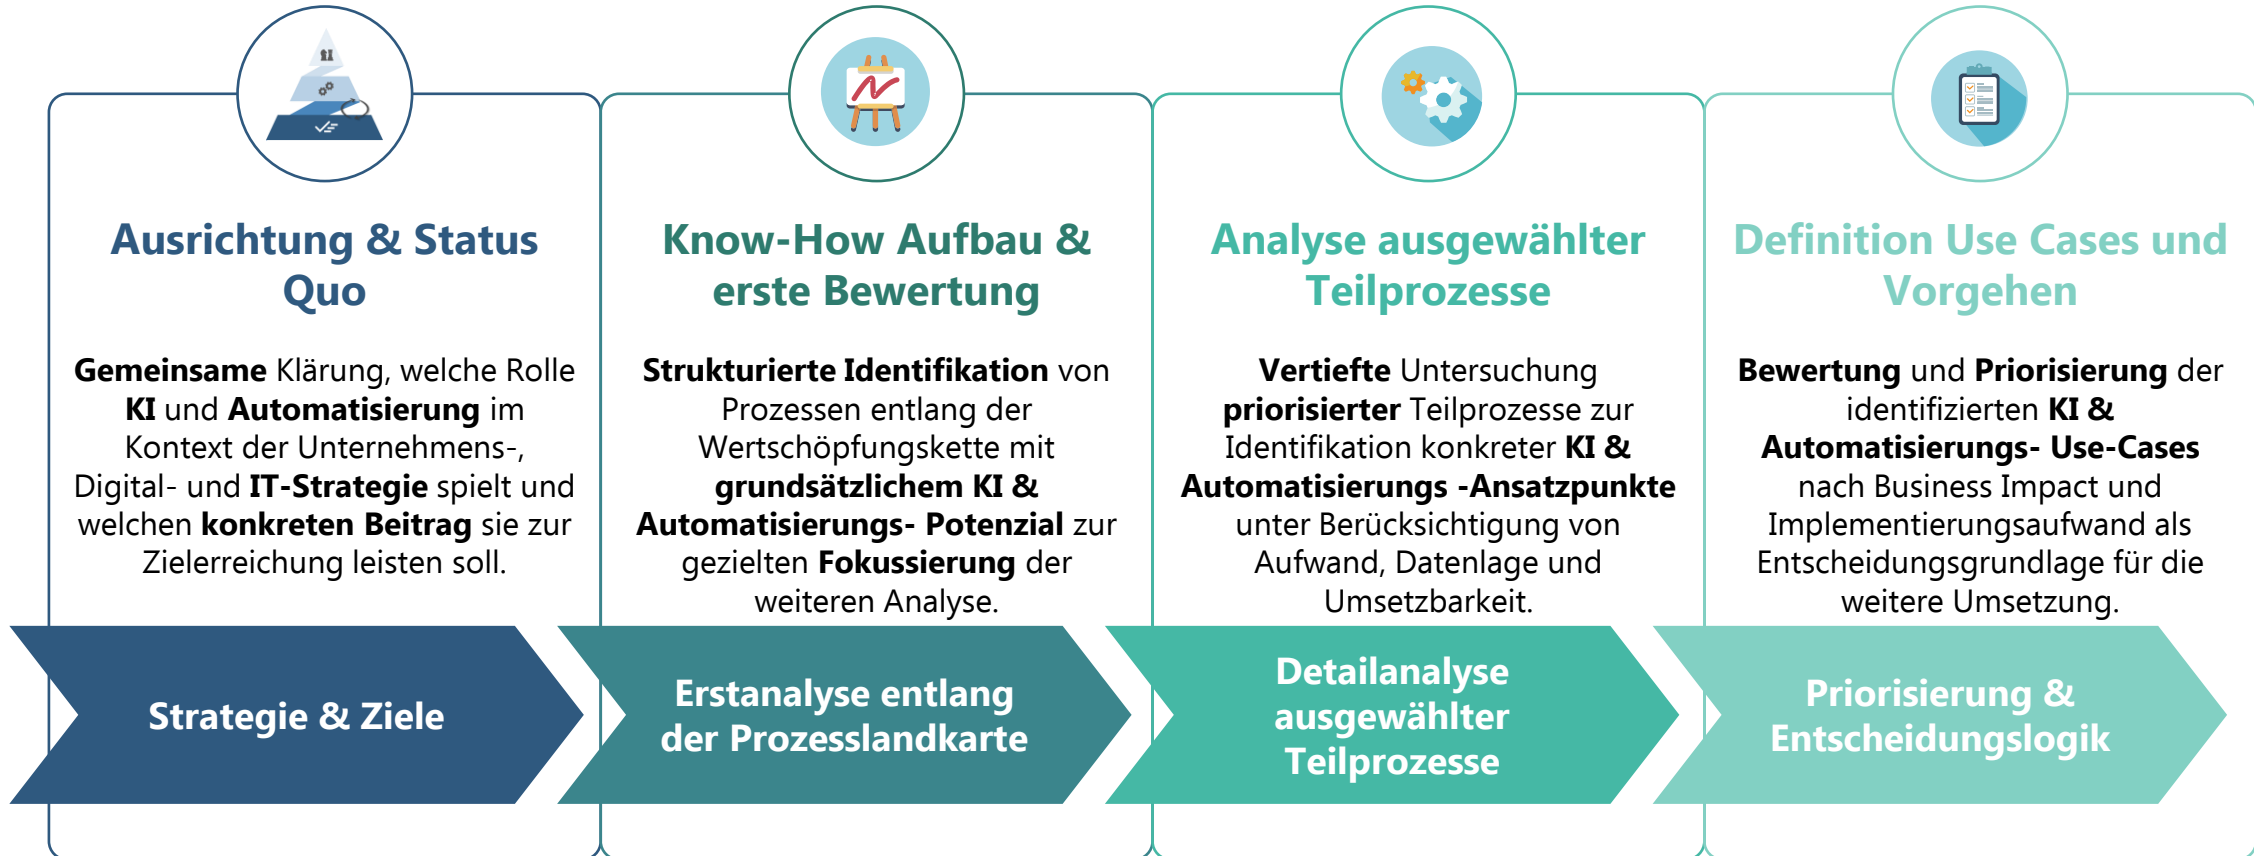 Ausrichtung & Status
Quo
Gemeinsame Klärung, welche Rolle
KI und Automatisierung im
Kontext der Unternehmens-,
Digital- und IT-Strategie spielt und
welchen konkreten Beitrag sie zur
Zielerreichung leisten soll.
Strategie & Ziele
Know-How Aufbau &
erste Bewertung
Strukturierte Identifikation von
Prozessen entlang der
Wertschöpfungskette mit
grundsätzlichem KI &
Automatisierungs- Potenzial zur
gezielten Fokussierung der
weiteren Analyse.
Erstanalyse entlang
der Prozesslandkarte
Analyse ausgewählter
Teilprozesse
Vertiefte Untersuchung
priorisierter Teilprozesse zur
Identifikation konkreter KI &
Automatisierungs -Ansatzpunkte
unter Berücksichtigung von
Aufwand, Datenlage und
Umsetzbarkeit.
Detailanalyse
ausgewählter
Teilprozesse
Definition Use Cases und
Vorgehen
Bewertung und Priorisierung der
identifizierten KI &
Automatisierungs- Use-Cases
nach Business Impact und
Implementierungsaufwand als
Entscheidungsgrundlage für die
weitere Umsetzung.
Priorisierung &
Entscheidungslogik